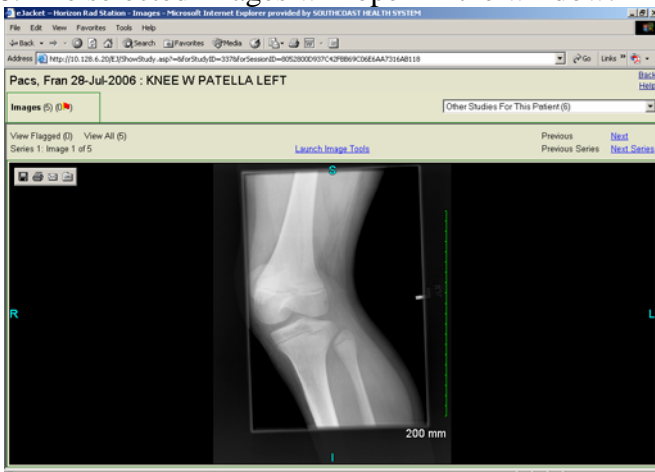 eJacket - Horizon Rad Station - Images - Microsoft Internet Explorer provided by SOUTHCOAST HEALTH SYSTEM
File Edit View Favorites Tools Help
Back Search Favorites Media
Address Go Links »
Pacs, Fran 28-Jul-2006 : KNEE W PATELLA LEFT
Back
Help
Images (5) (0)
Other Studies For This Patient (6)
View Flagged (0) View All (5) Previous Next
Series 1: Image 1 of 5 Launch Image Tools Previous Series Next Series
S
R L
200 mm
I